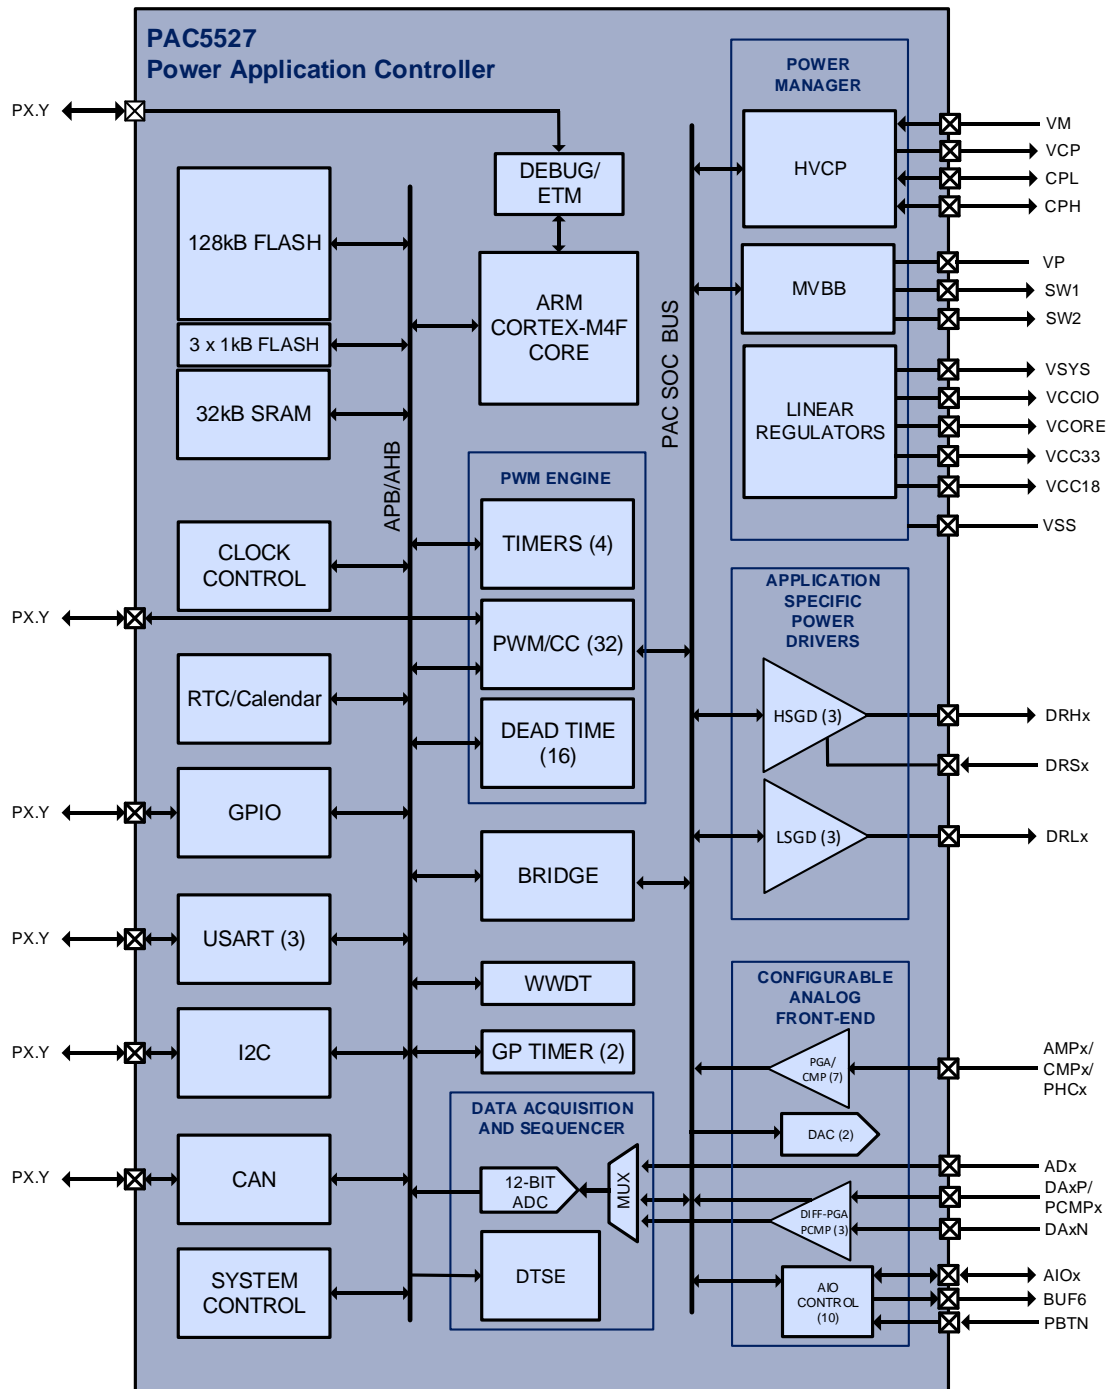 PAC5527
Power Application Controller
PX.Y
DEBUG/
ETM
128kB FLASH
3 x 1kB FLASH
32kB SRAM
ARM
CORTEX-M4F
CORE
APB/AHB
PAC SOC BUS
CLOCK
CONTROL
PX.Y
RTC/Calendar
PX.Y
GPIO
PX.Y
USART (3)
PX.Y
I2C
PX.Y
CAN
SYSTEM
CONTROL
PWM ENGINE
TIMERS (4)
PWM/CC (32)
DEAD TIME
(16)
BRIDGE
WWDT
GP TIMER (2)
DATA ACQUISITION
AND SEQUENCER
12-BIT
ADC
MUX
DTSE
POWER
MANAGER
HVCP
VM
VCP
CPL
CPH
MVBB
VP
SW1
SW2
LINEAR
REGULATORS
VSYS
VCCIO
VCORE
VCC33
VCC18
VSS
APPLICATION
SPECIFIC
POWER
DRIVERS
HSGD (3)
DRHx
DRSx
LSGD (3)
DRLx
CONFIGURABLE
ANALOG
FRONT-END
PGA/
CMP (7)
AMPx/
CMPx/
PHCx
DAC (2)
ADx
DIFF-PGA
PCMP (3)
DAxP/
PCMPx
DAxN
AIO
CONTROL
(10)
AIOx
BUF6
PBTN